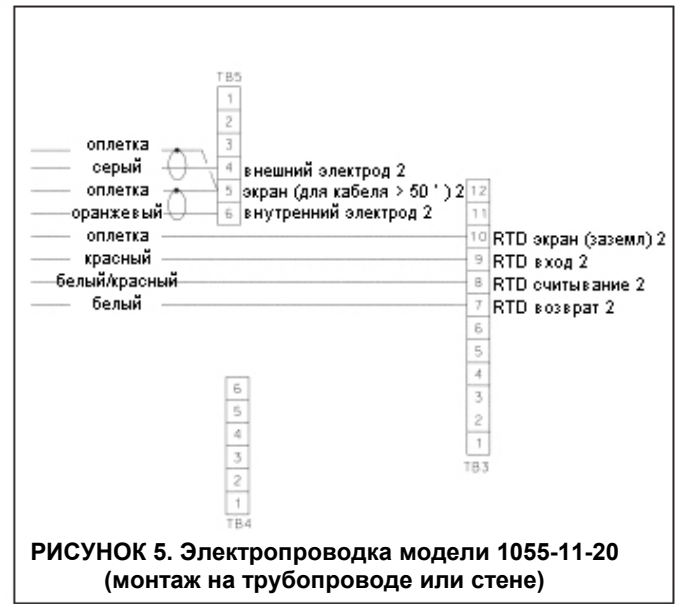 TB5
1
2
оплетка 3
серый 4 внешний электрод 2
оплетка 5 экран (для кабеля > 50 ' ) 2 12
оранжевый 6 внутренний электрод 2 11
оплетка 10 RTD экран (заземл) 2
красный 9 RTD вход 2
белый/красный 8 RTD считывание 2
белый 7 RTD возврат 2
6
5
6 4
5 3
4 2
3 1
2 TB3
1
TB4
РИСУНОК 5. Электропроводка модели 1055-11-20
(монтаж на трубопроводе или стене)